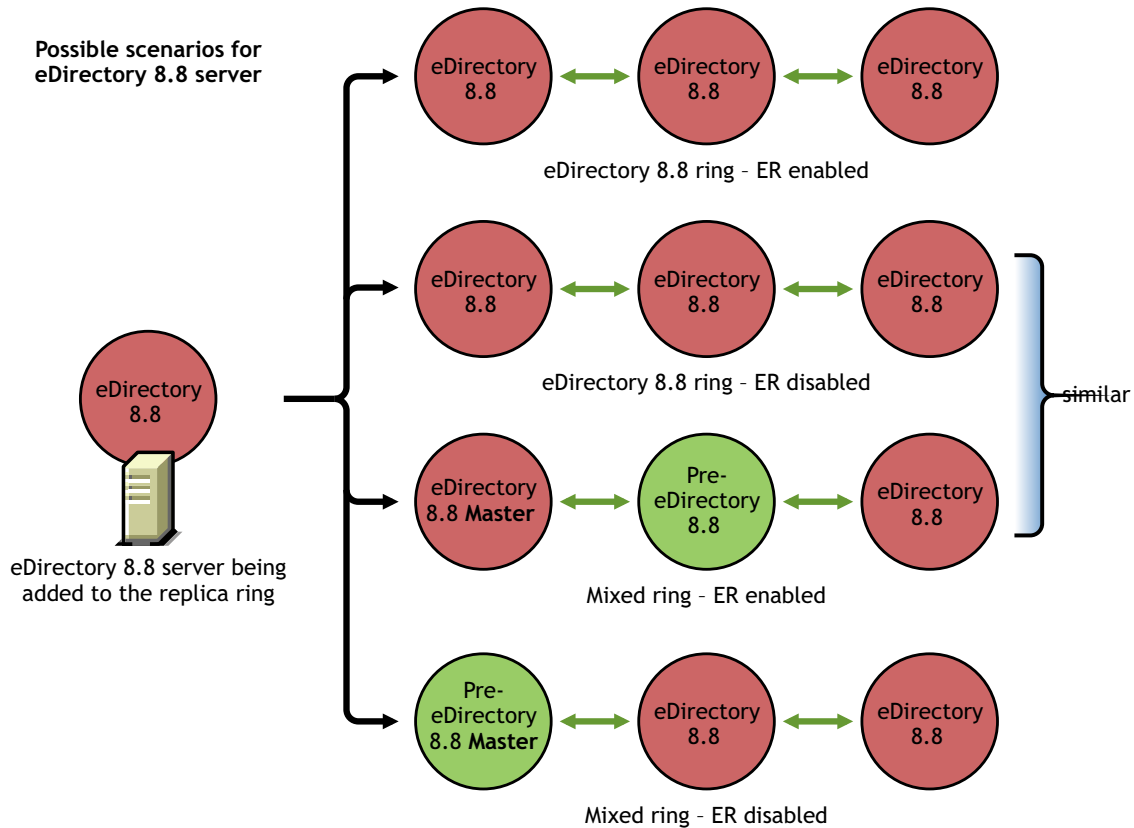 Possible scenarios for
eDirectory 8.8 server
eDirectory
8.8
eDirectory
8.8
eDirectory
8.8
eDirectory 8.8 ring – ER enabled
eDirectory
8.8
eDirectory
8.8
eDirectory
8.8
eDirectory 8.8 ring – ER disabled
similar
eDirectory
8.8
eDirectory 8.8 server being
added to the replica ring
eDirectory
8.8 Master
Pre-
eDirectory
8.8
eDirectory
8.8
Mixed ring – ER enabled
Pre-
eDirectory
8.8 Master
eDirectory
8.8
eDirectory
8.8
Mixed ring – ER disabled